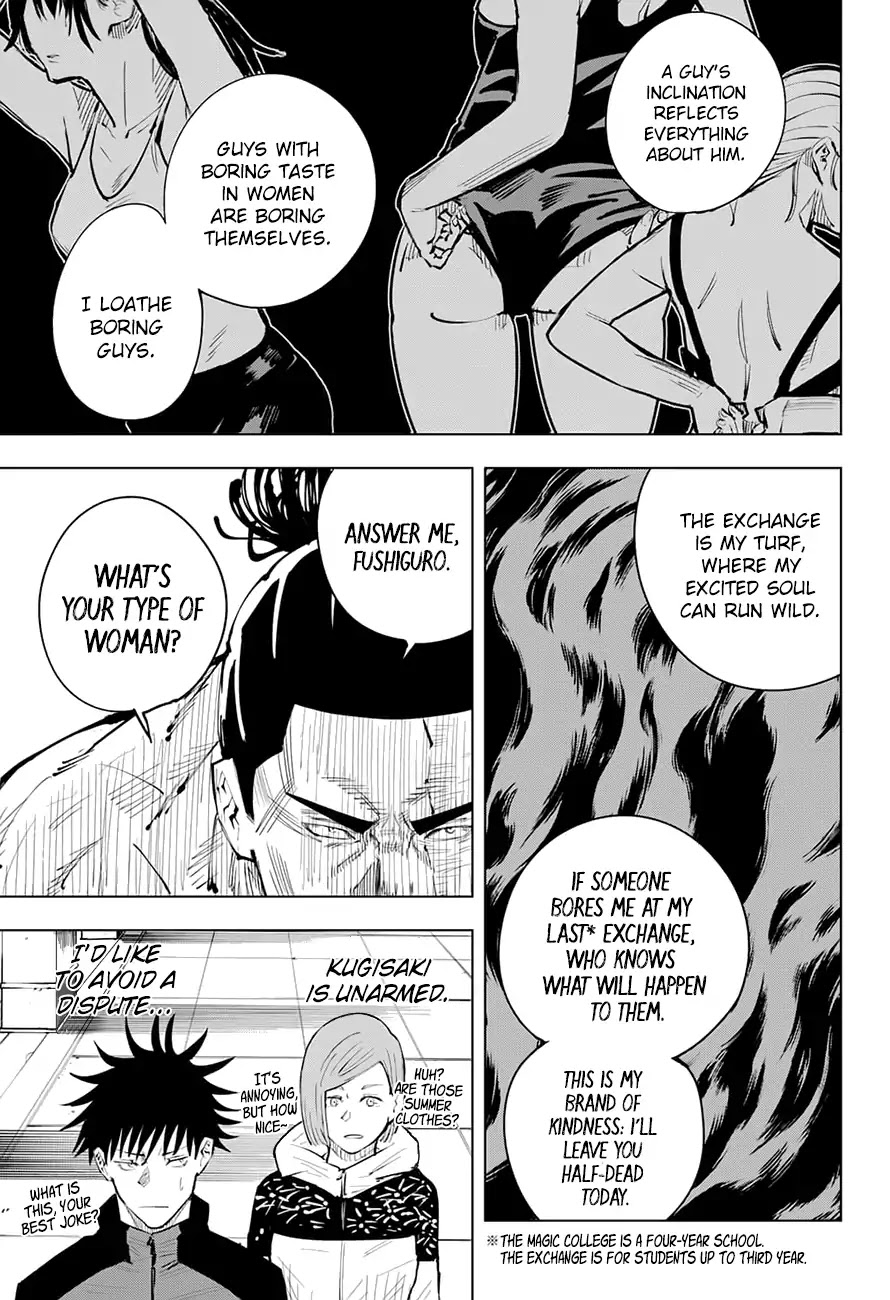 A GUY'S
INCLINATION
REFLECTS
EVERYTHING
ABOUT HIM.
GUYS WITH
BORING TASTE
IN WOMEN
ARE BORING
THEMSELVES.
I LOATHE
BORING
GUYS.
THE EXCHANGE
IS MY TURF,
WHERE MY
EXCITED SOUL
CAN RUN WILD.
IF SOMEONE
BORES ME AT MY
LAST* EXCHANGE,
WHO KNOWS
WHAT WILL HAPPEN
TO THEM.
THIS IS MY
BRAND OF
KINDNESS: I'LL
LEAVE YOU
HALF-DEAD
TODAY.
※ THE MAGIC COLLEGE IS A FOUR-YEAR SCHOOL.
THE EXCHANGE IS FOR STUDENTS UP TO THIRD YEAR.
ANSWER ME,
FUSHIGURO.
WHAT'S
YOUR TYPE OF
WOMAN?
KUGISAKI
IS UNARMED.
I'D LIKE
TO AVOID A
DISPUTE...
HUH?
ARE THOSE
SUMMER
CLOTHES?
IT'S
ANNOYING,
BUT HOW
NICE~
WHAT IS
THIS, YOUR
BEST JOKE?